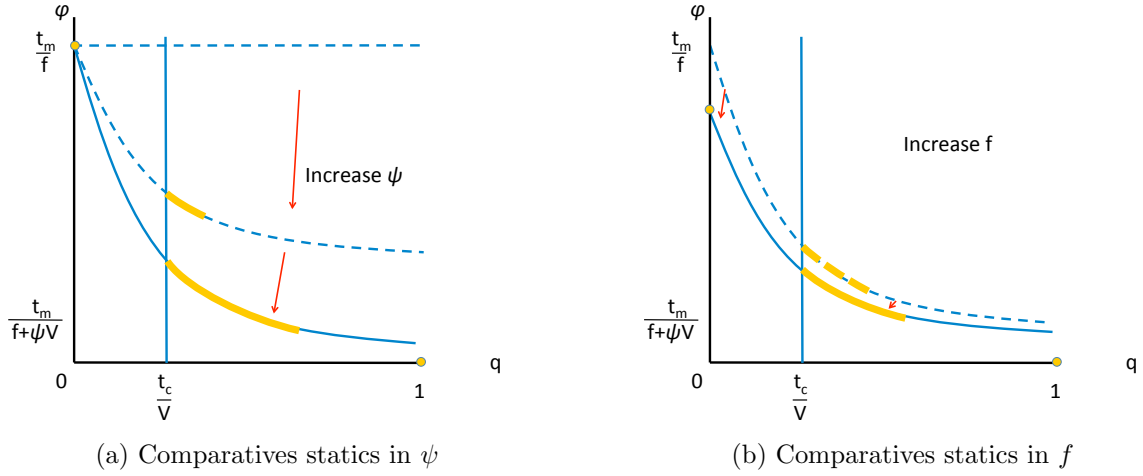 φ
t_m
f
Increase ψ
t_m
f+ψV
0
t_c
V
1
q
(a) Comparatives statics in ψ
φ
t_m
f
Increase f
t_m
f+ψV
0
t_c
V
1
q
(b) Comparatives statics in f